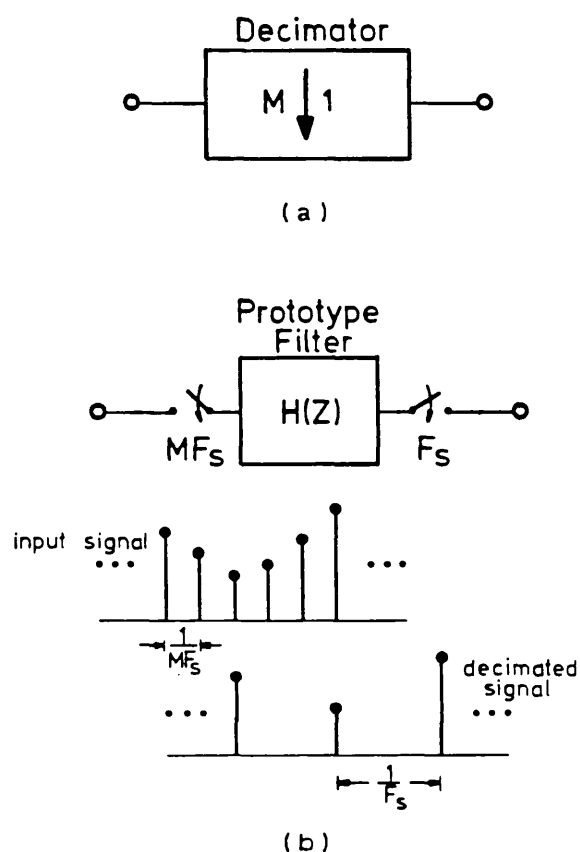 Decimator
M 1
(a)
Prototype
Filter
H(Z)
MFs Fs
input signal
...
...
1
MFs
decimated
signal
...
...
1
Fs
(b)